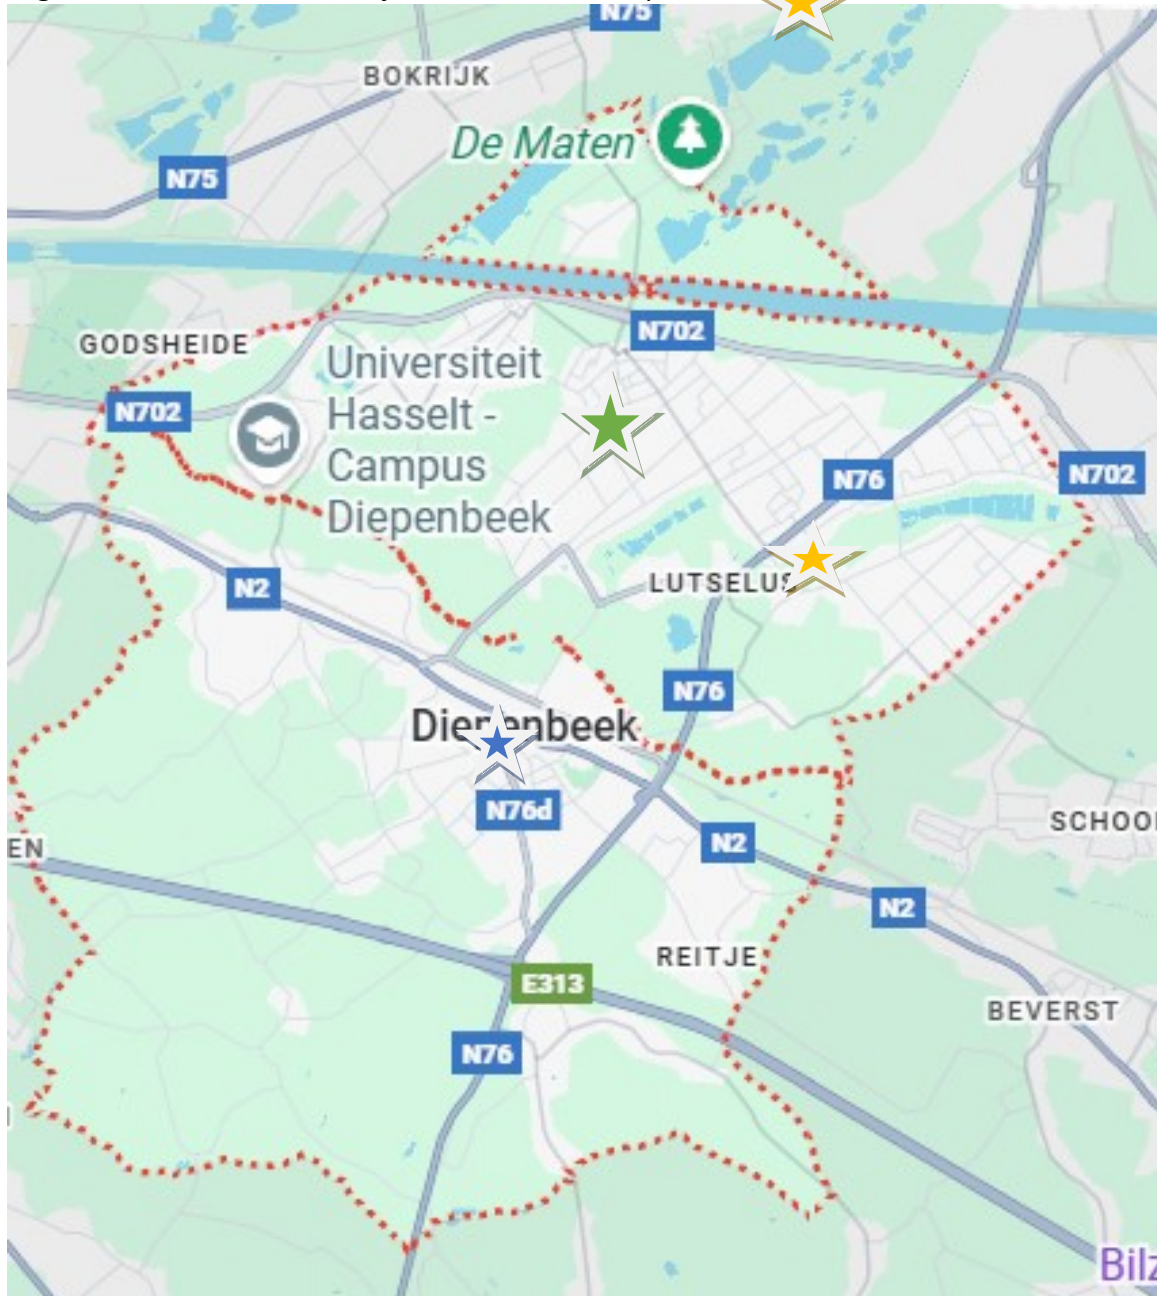 N75
BOKRIJK
De Maten
N75
N702
GODSHEIDE
Universiteit
Hasselt -
Campus
Diepenbeek
N702
N76
N702
N2
LUTSELUS
N76
Diepenbeek
N76d
N2
SCHOO
EN
N2
REITJE
E313
BEVERST
N76
Bilz